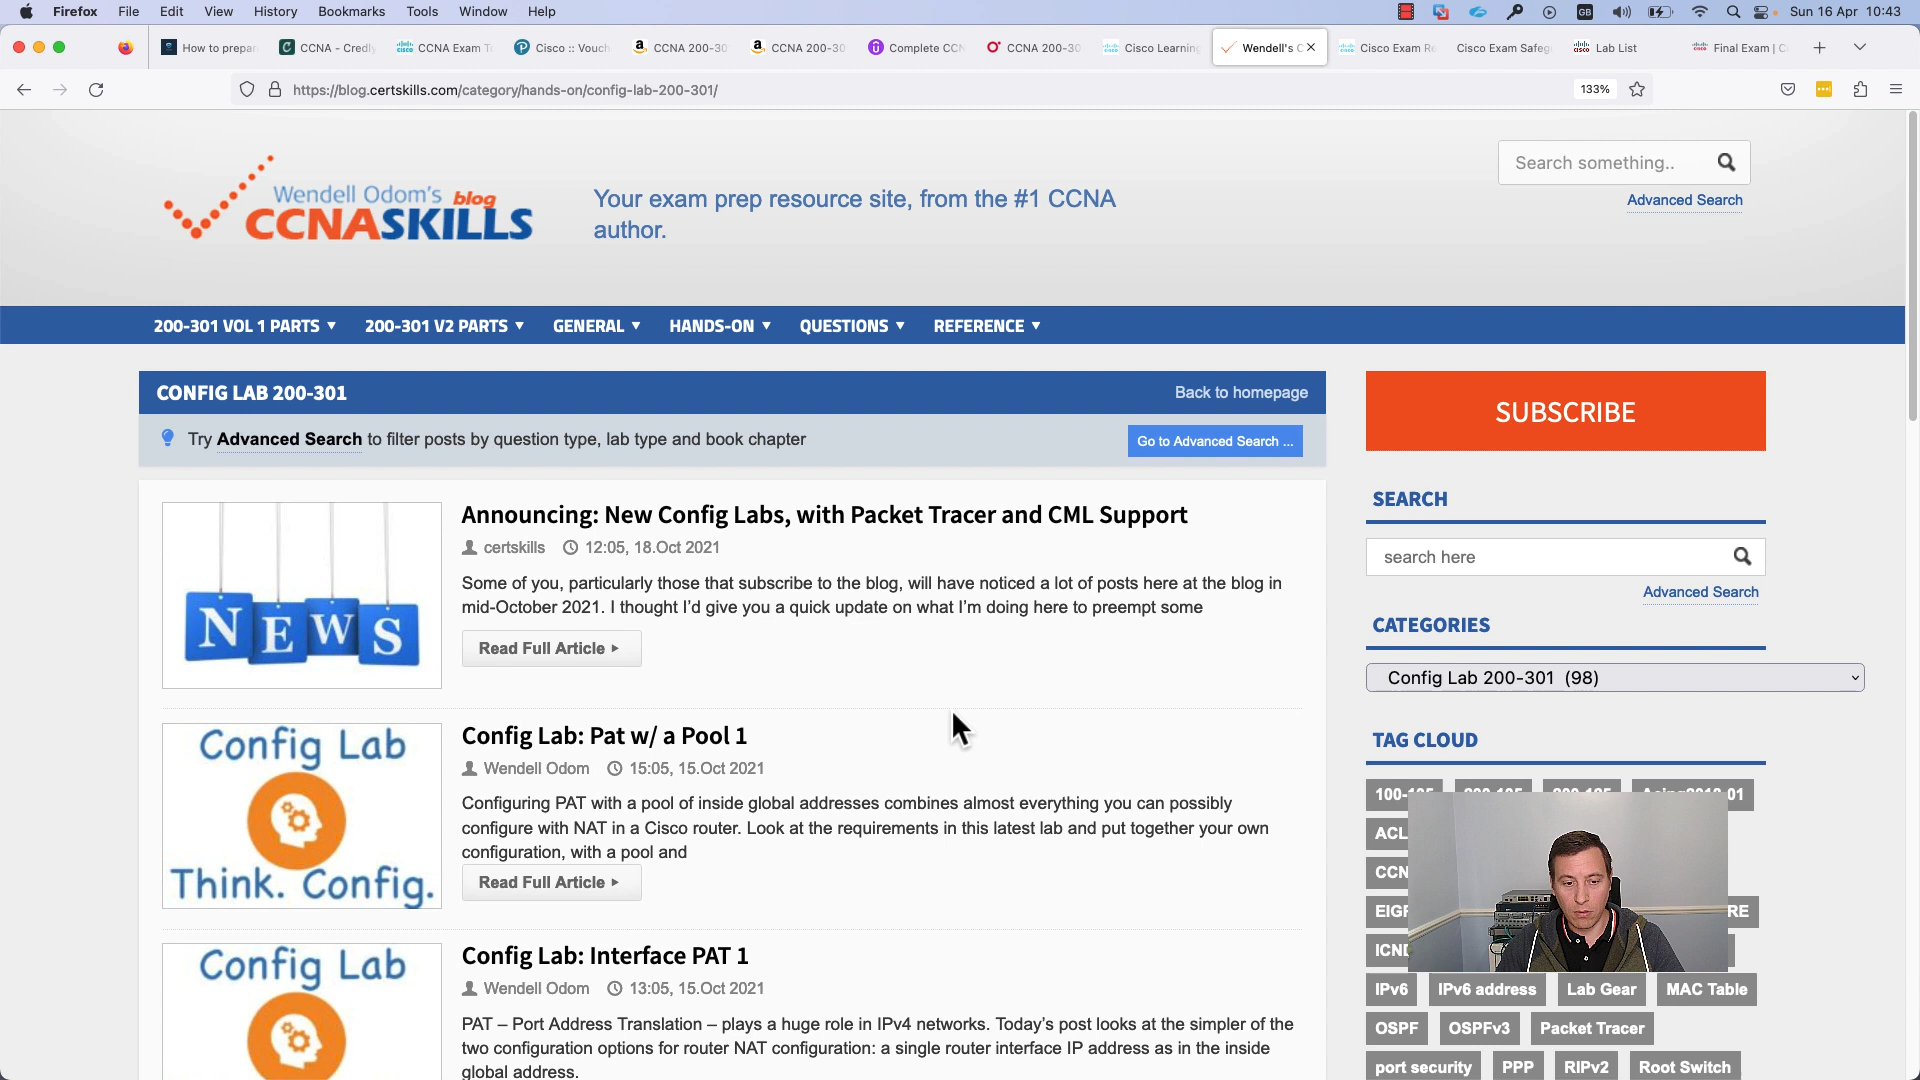 Firefox File Edit View History Bookmarks Tools Window Help
GB
Sun 16 Apr 10:43
How to prepar
CCNA - Credly
CCNA Exam T
Cisco :: Vouch
CCNA 200-30
CCNA 200-30
Complete CCN
CCNA 200-30
Cisco Learning
Wendell's C
Cisco Exam Re
Cisco Exam Safeg
Lab List
Final Exam | C
https://blog.certskills.com/category/hands-on/config-lab-200-301/
133%
Wendell Odom's blog
CCNASKILLS
Your exam prep resource site, from the #1 CCNA
author.
Search something..
Advanced Search
200-301 VOL 1 PARTS ▼ 200-301 V2 PARTS ▼ GENERAL ▼ HANDS-ON ▼ QUESTIONS ▼ REFERENCE ▼
CONFIG LAB 200-301
Back to homepage
Try Advanced Search to filter posts by question type, lab type and book chapter
Go to Advanced Search ...
NEWS
Announcing: New Config Labs, with Packet Tracer and CML Support
certskills 12:05, 18.Oct 2021
Some of you, particularly those that subscribe to the blog, will have noticed a lot of posts here at the blog in
mid-October 2021. I thought I'd give you a quick update on what I'm doing here to preempt some
Read Full Article
Config Lab
Think. Config.
Config Lab: Pat w/ a Pool 1
Wendell Odom 15:05, 15.Oct 2021
Configuring PAT with a pool of inside global addresses combines almost everything you can possibly
configure with NAT in a Cisco router. Look at the requirements in this latest lab and put together your own
configuration, with a pool and
Read Full Article
Config Lab
Config Lab: Interface PAT 1
Wendell Odom 13:05, 15.Oct 2021
PAT – Port Address Translation – plays a huge role in IPv4 networks. Today's post looks at the simpler of the
two configuration options for router NAT configuration: a single router interface IP address as in the inside
global address.
SUBSCRIBE
SEARCH
search here
Advanced Search
CATEGORIES
Config Lab 200-301 (98)
TAG CLOUD
ACL
CCN
EIGR
RE
IPv6 IPv6 address Lab Gear MAC Table
OSPF OSPFv3 Packet Tracer
port security PPP RIPv2 Root Switch